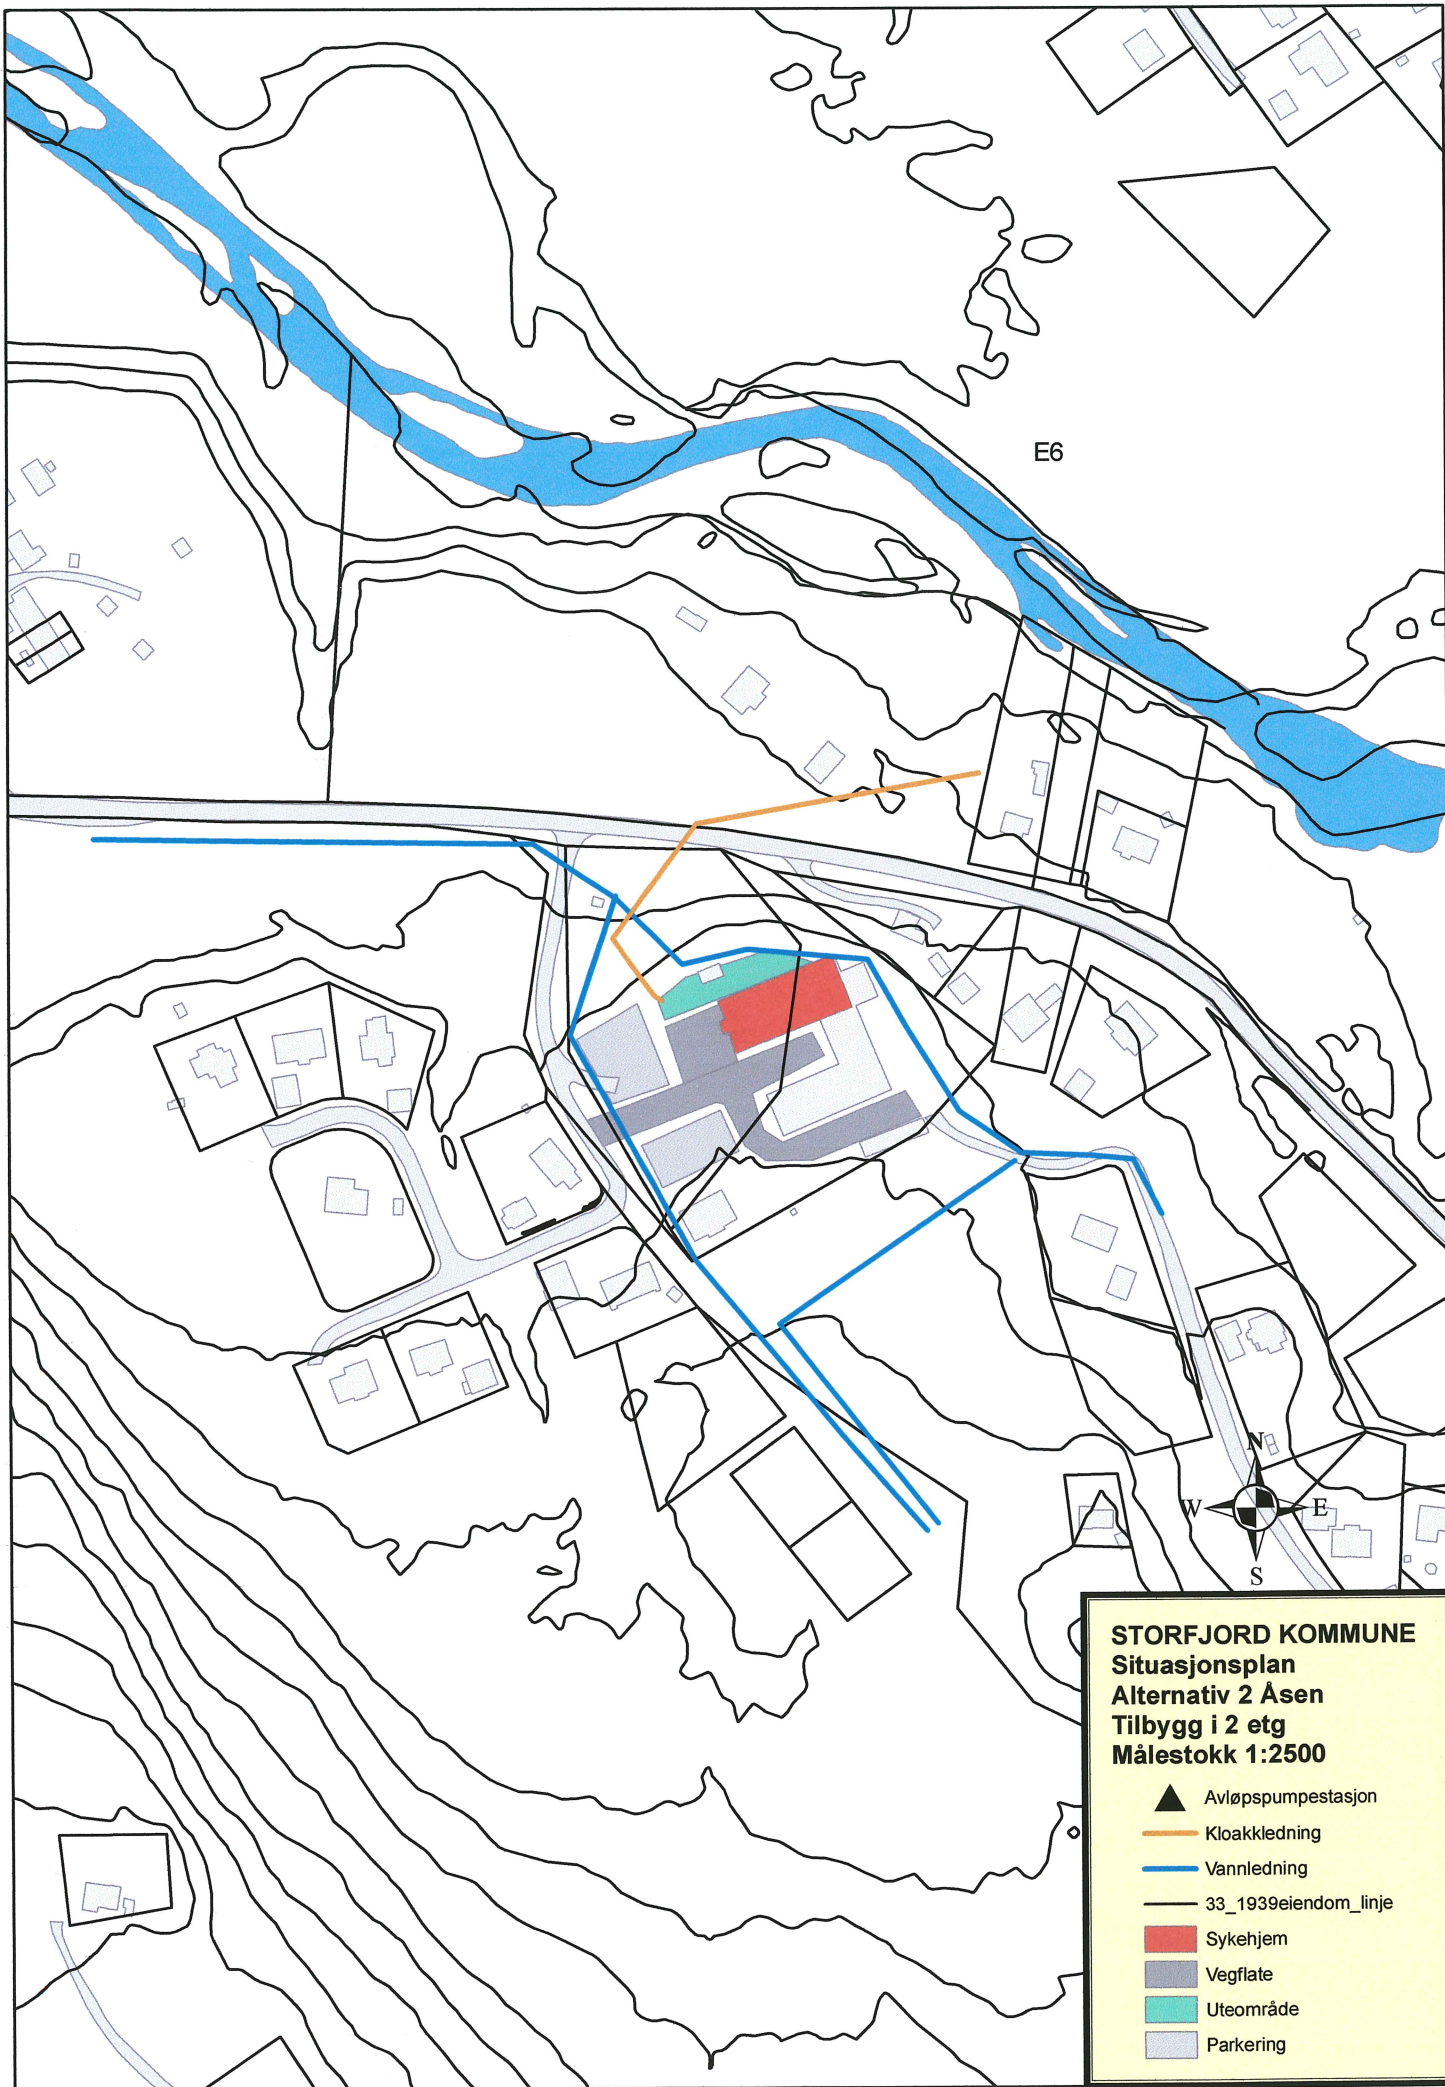 E6
N
W E
S
STORFJORD KOMMUNE
Situasjonsplan
Alternativ 2 Åsen
Tilbygg i 2 etg
Målestokk 1:2500
Avløpspumpestasjon
Kloakkledning
Vannledning
33_1939eiendom_linje
Sykehjem
Vegflate
Uteområde
Parkering